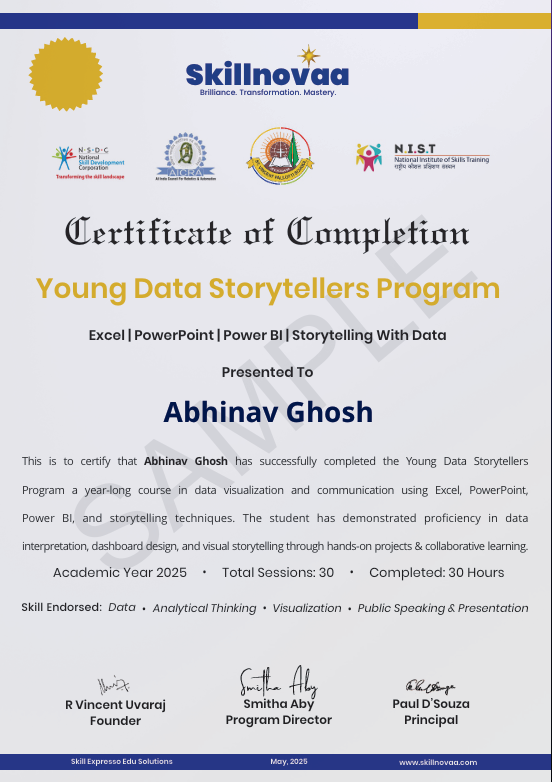 Skillnovaa
Brilliance. Transformation. Mastery.
N·S·D·C
National
Skill Development
Corporation
Transforming the skill landscape
AICRA
All India Council For Robotics & Automation
ST. VINCENT PALLOTTI SCHOOL
N.I.S.T
National Institute of Skills Training
राष्ट्रीय कौशल प्रशिक्षण संस्थान
Certificate of Completion
Young Data Storytellers Program
Excel | PowerPoint | Power BI | Storytelling With Data
Presented To
Abhinav Ghosh
This is to certify that Abhinav Ghosh has successfully completed the Young Data Storytellers
Program a year-long course in data visualization and communication using Excel, PowerPoint,
Power BI, and storytelling techniques. The student has demonstrated proficiency in data
interpretation, dashboard design, and visual storytelling through hands-on projects & collaborative learning.
Academic Year 2025 • Total Sessions: 30 • Completed: 30 Hours
Skill Endorsed: Data • Analytical Thinking • Visualization • Public Speaking & Presentation
SAMPLE
Smitha Aby
R Vincent Uvaraj
Founder
Smitha Aby
Program Director
Paul D'Souza
Principal
Skill Expresso Edu Solutions
May, 2025
www.skillnovaa.com